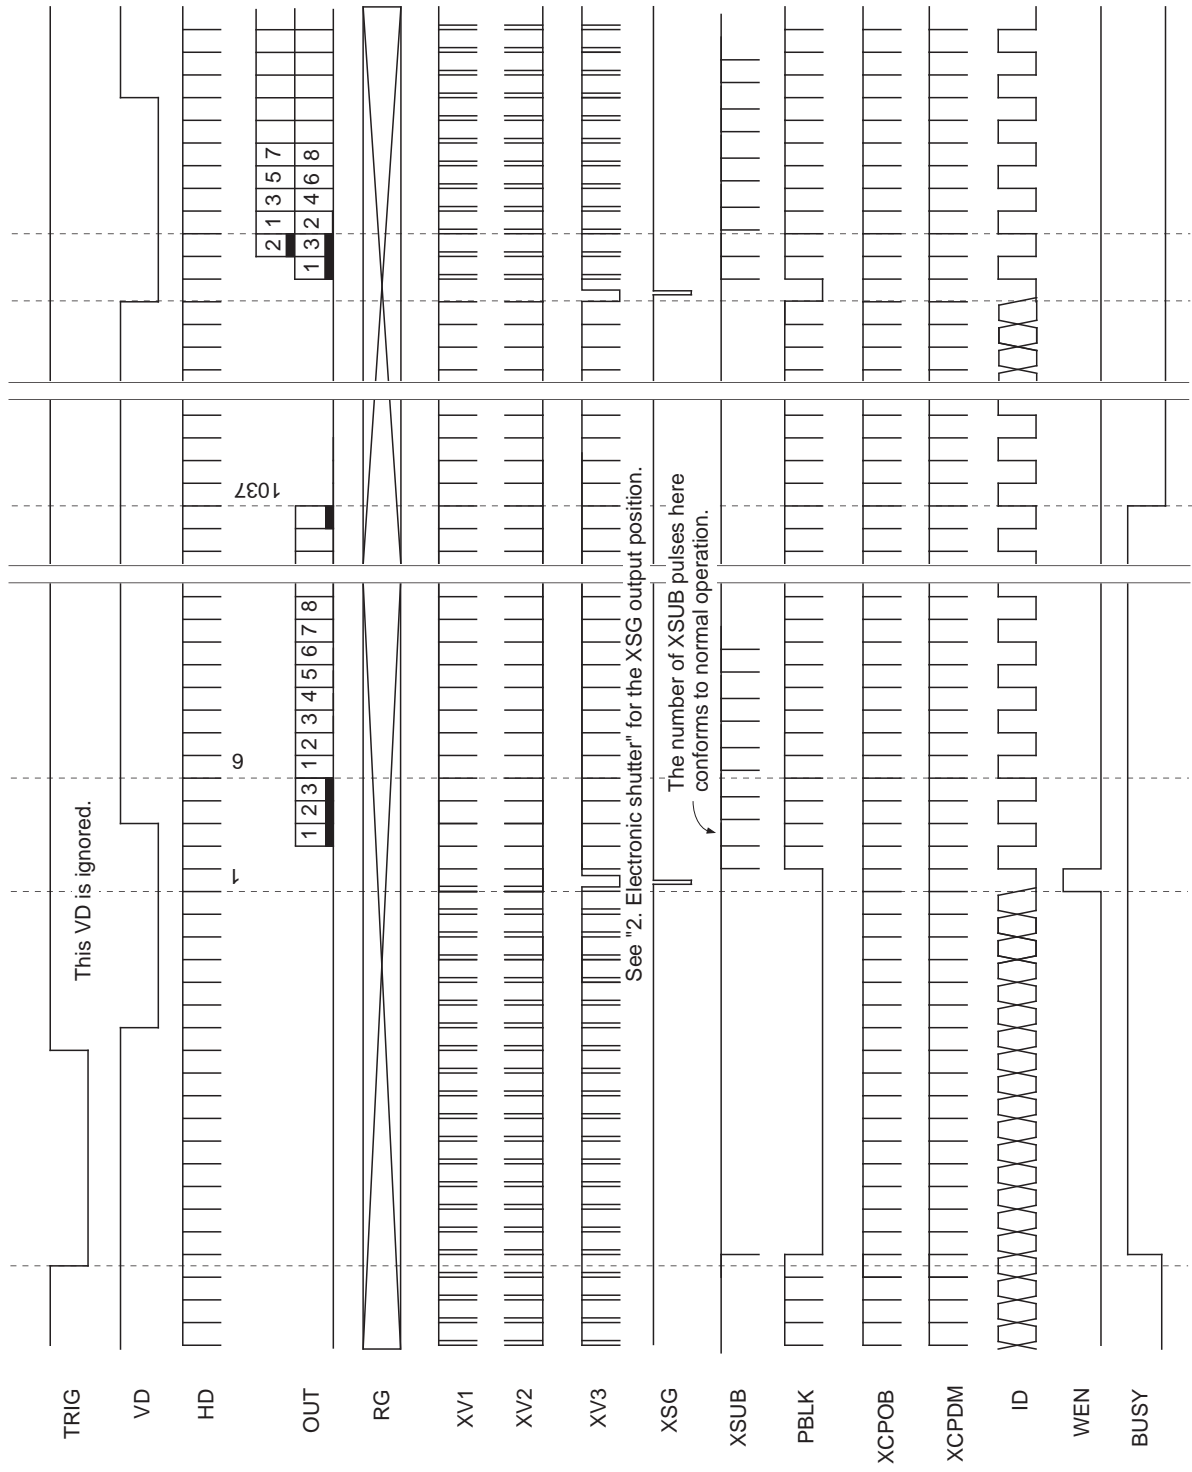 TRIG
This VD is ignored.
VD
HD
1 6 1037
2 1 3 5 7
OUT 1 2 3 1 2 3 4 5 6 7 8 1 3 2 4 6 8
RG
XV1
XV2
XV3
See "2. Electronic shutter" for the XSG output position.
XSG
The number of XSUB pulses here
conforms to normal operation.
XSUB
PBLK
XCPOB
XCPDM
ID
WEN
BUSY